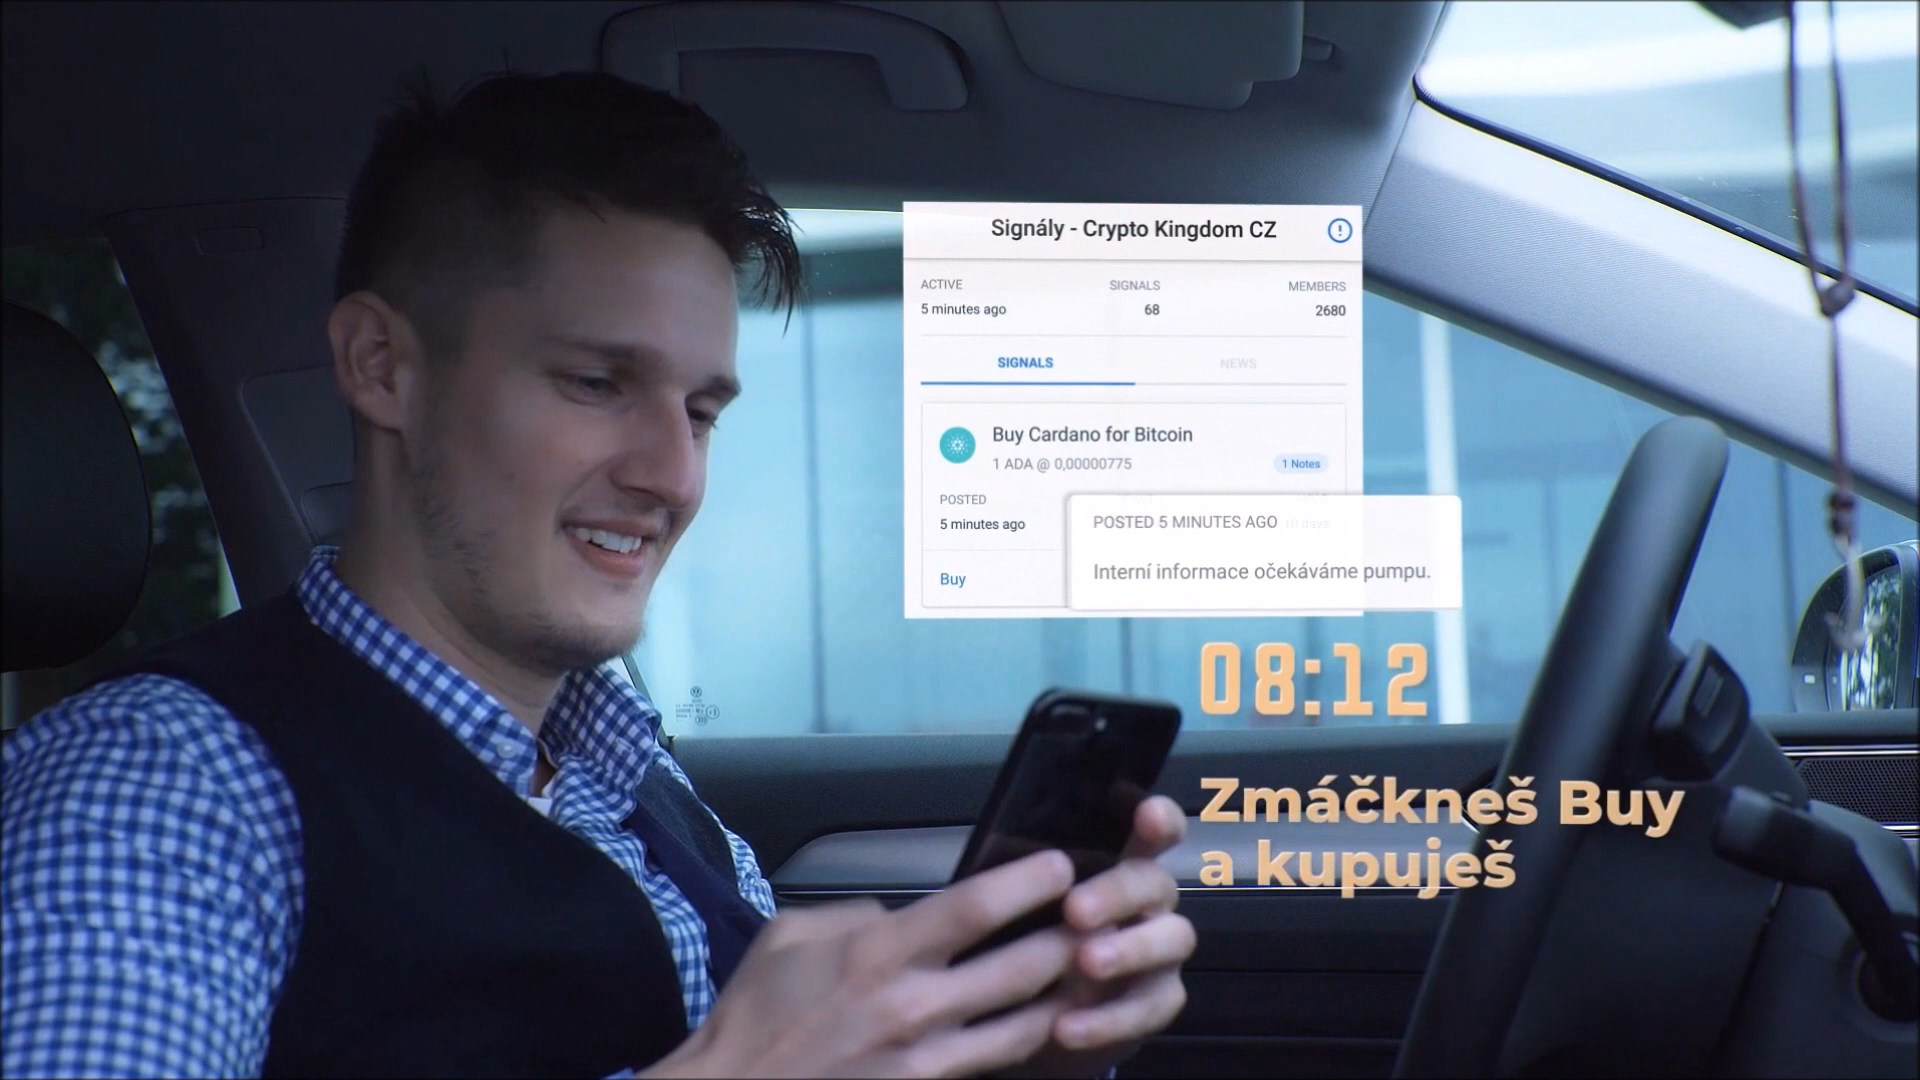 Signály - Crypto Kingdom CZ
ACTIVE SIGNALS MEMBERS
5 minutes ago 68 2680
SIGNALS NEWS
Buy Cardano for Bitcoin
1 ADA @ 0,00000775 1 Notes
POSTED
5 minutes ago
POSTED 5 MINUTES AGO 10 days
Interní informace očekáváme pumpu.
Buy
08:12
Zmáčkneš Buy
a kupuješ